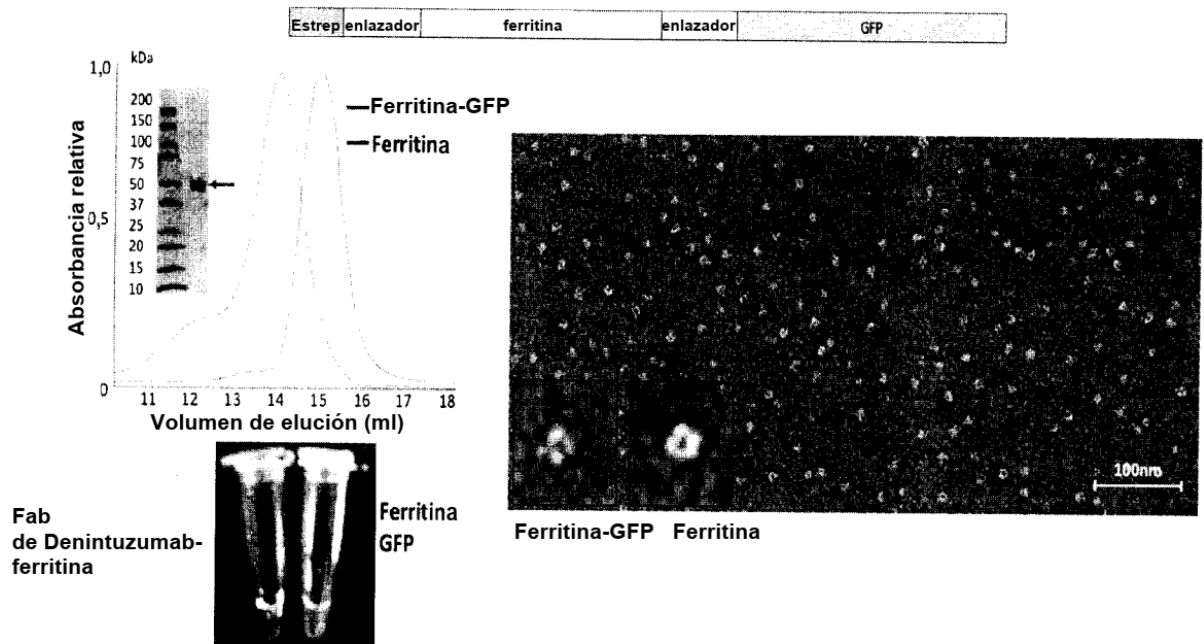 Estrep enlazador ferritina enlazador GFP
kDa
1,0
200
150
100
75
50
37
25
20
15
10
Ferritina-GFP
Ferritina
Absorbancia relativa
0,5
0
11 12 13 14 15 16 17 18
Volumen de elución (ml)
100nm
Ferritina-GFP Ferritina
Fab
de Denintuzumab-
ferritina
Ferritina
GFP